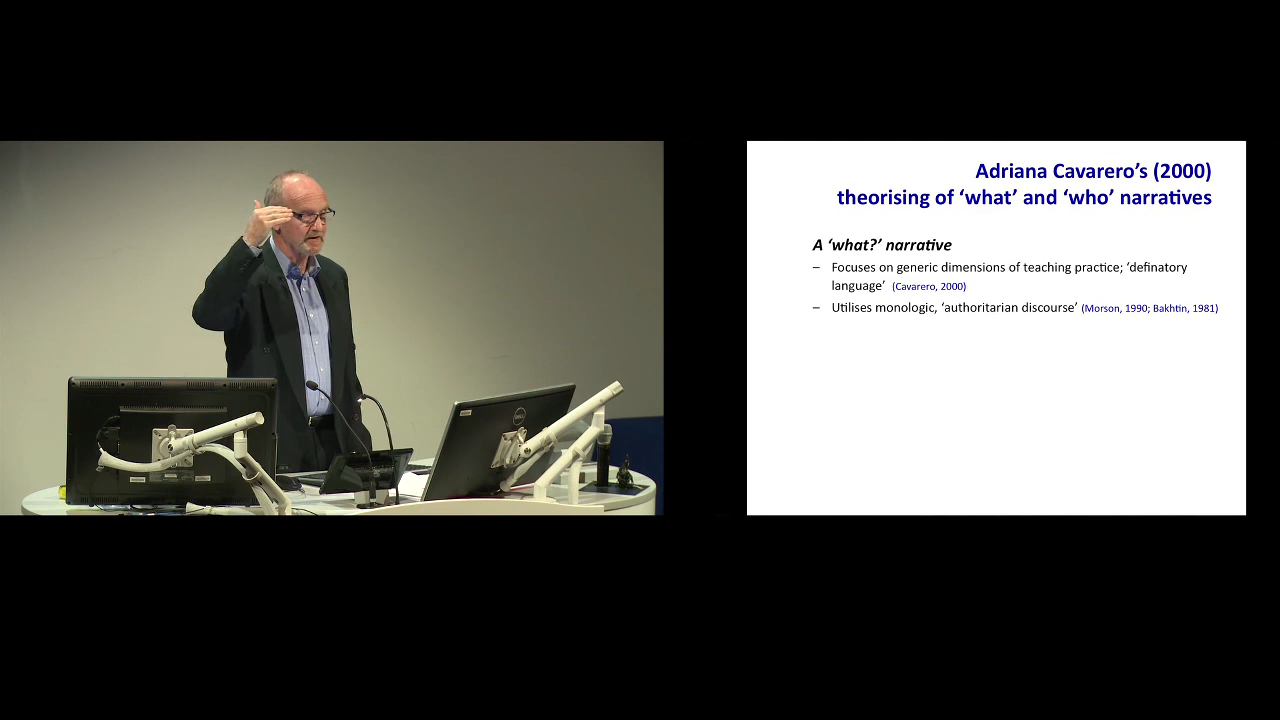 Adriana Cavarero’s (2000)
theorising of ‘what’ and ‘who’ narratives
A ‘what?’ narrative
– Focuses on generic dimensions of teaching practice; ‘definatory
language’ (Cavarero, 2000)
– Utilises monologic, ‘authoritarian discourse’ (Morson, 1990; Bakhtin, 1981)
DELL